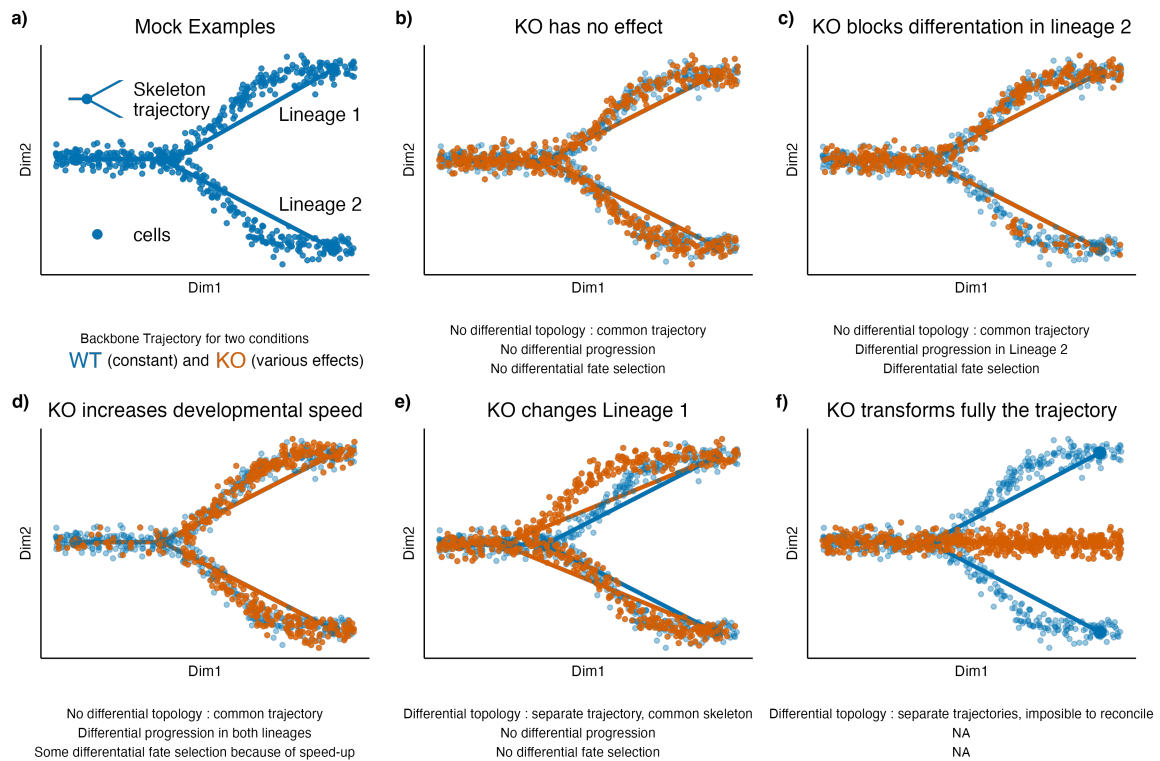 a)
Mock Examples
Skeleton
trajectory
Lineage 1
Lineage 2
cells
Dim2
Dim1
Backbone Trajectory for two conditions
WT (constant) and KO (various effects)
b)
KO has no effect
Dim2
Dim1
No differential topology : common trajectory
No differential progression
No differentatial fate selection
c)
KO blocks differentation in lineage 2
Dim2
Dim1
No differential topology : common trajectory
Differential progression in Lineage 2
Differentatial fate selection
d)
KO increases developmental speed
Dim2
Dim1
No differential topology : common trajectory
Differential progression in both lineages
Some differentatial fate selection because of speed-up
e)
KO changes Lineage 1
Dim2
Dim1
Differential topology : separate trajectory, common skeleton
No differential progression
No differential fate selection
f)
KO transforms fully the trajectory
Dim2
Dim1
Differential topology : separate trajectories, imposible to reconcile
NA
NA